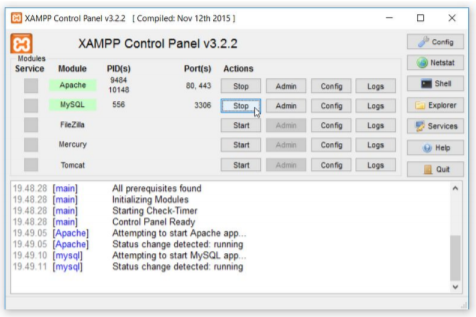 XAMPP Control Panel v3.2.2 [ Compiled: Nov 12th 2015 ]
XAMPP Control Panel v3.2.2
Config
Modules
Service Module PID(s) Port(s) Actions
Netstat
Apache 9484 10148 80, 443 Stop Admin Config Logs
Shell
MySQL 556 3306 Stop Admin Config Logs
Explorer
FileZilla Start Admin Config Logs
Services
Mercury Start Admin Config Logs
Help
Tomcat Start Admin Config Logs
Quit
19.48.28 [main] All prerequisites found
19.48.28 [main] Initializing Modules
19.48.28 [main] Starting Check-Timer
19.48.28 [main] Control Panel Ready
19.49.05 [Apache] Attempting to start Apache app...
19.49.05 [Apache] Status change detected: running
19.49.10 [mysql] Attempting to start MySQL app...
19.49.11 [mysql] Status change detected: running